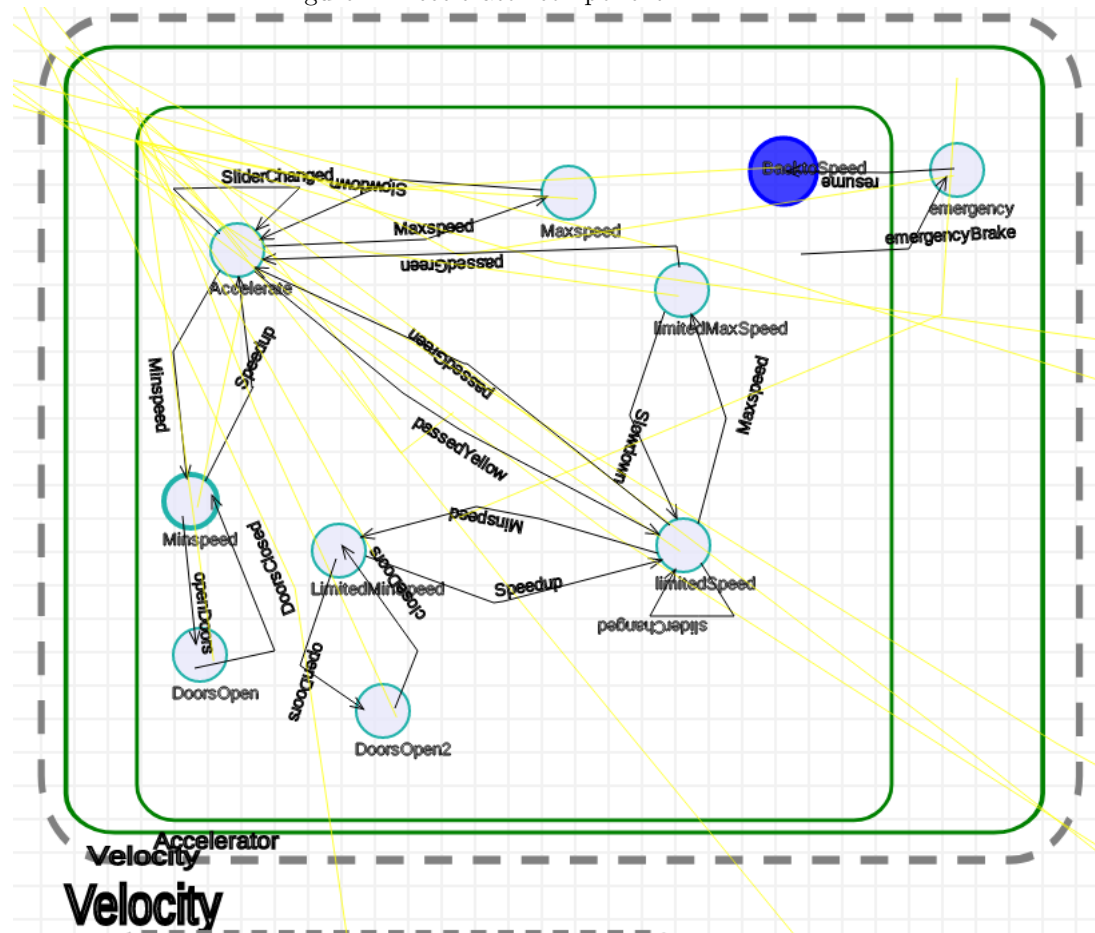 SliderChanged
Slowdown
BacktoSpeed
resume
emergency
Maxspeed
Maxspeed
emergencyBrake
passedGreen
Accelerate
limitedMaxSpeed
Minspeed
Speedup
passedGreen
Maxspeed
passedYellow
Slowdown
Minspeed
Minspeed
DoorsClosed
LimitedMinSpeed
closeDoors
Speedup
limitedSpeed
openDoors
sliderChanged
openDoors
DoorsOpen
DoorsOpen2
Accelerator
Velocity
Velocity